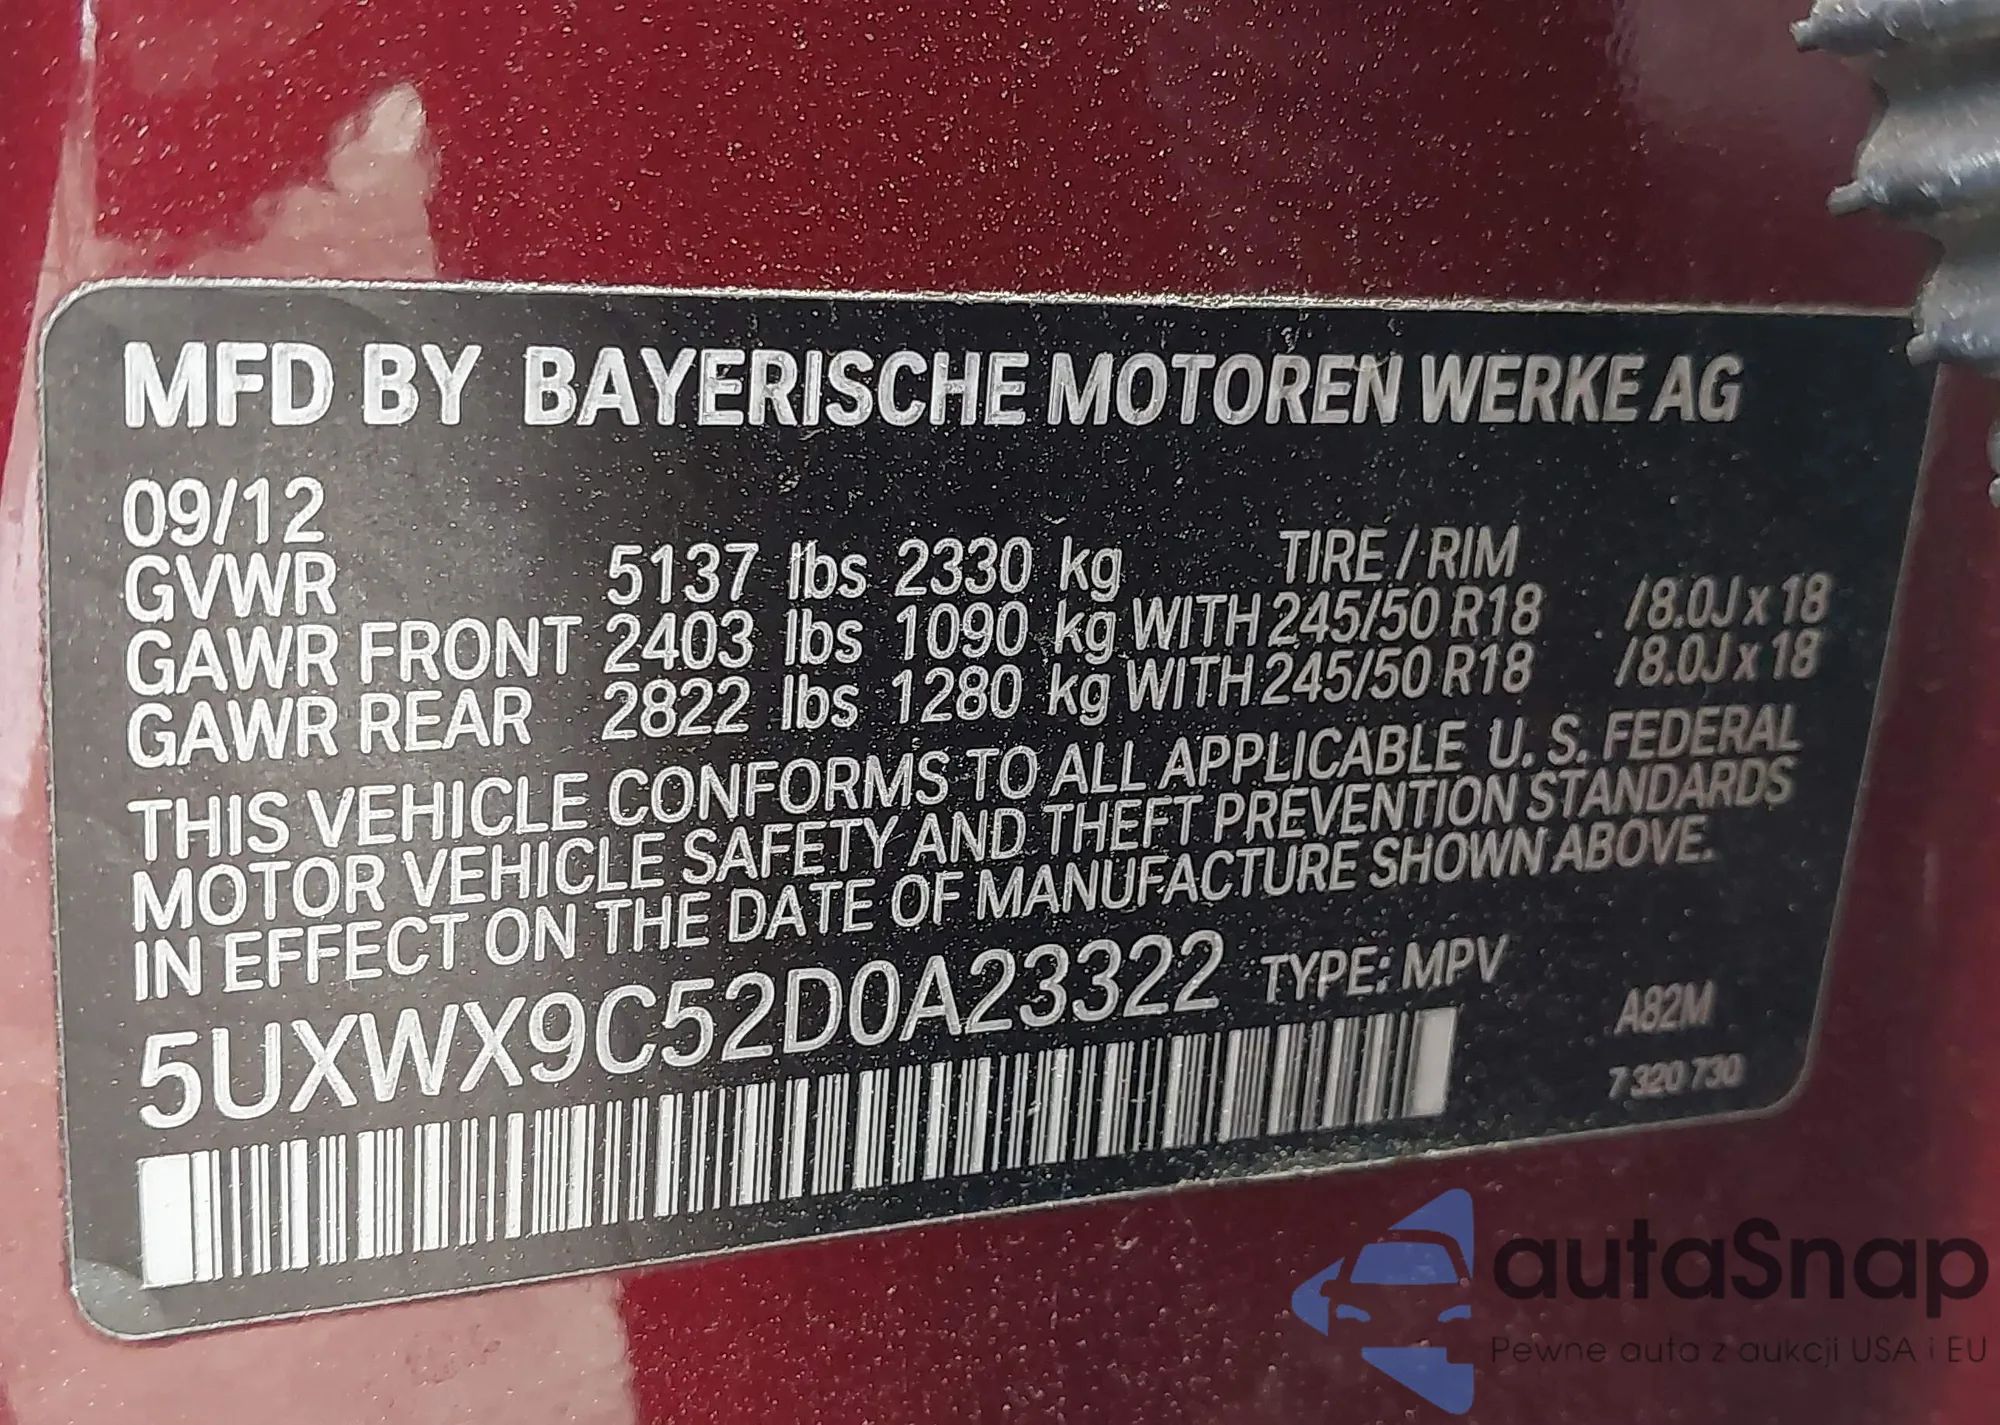 MFD BY BAYERISCHE MOTOREN WERKE AG
09/12
GVWR 5137 lbs 2330 kg TIRE / RIM
GAWR FRONT 2403 lbs 1090 kg WITH 245/50 R18 /8.0J x 18
GAWR REAR 2822 lbs 1280 kg WITH 245/50 R18 /8.0J x 18
THIS VEHICLE CONFORMS TO ALL APPLICABLE U. S. FEDERAL
MOTOR VEHICLE SAFETY AND THEFT PREVENTION STANDARDS
IN EFFECT ON THE DATE OF MANUFACTURE SHOWN ABOVE.
5UXWX9C52D0A23322 TYPE: MPV
A82M
7 320 730
autaSnap
Pewne auta z aukcji USA i EU